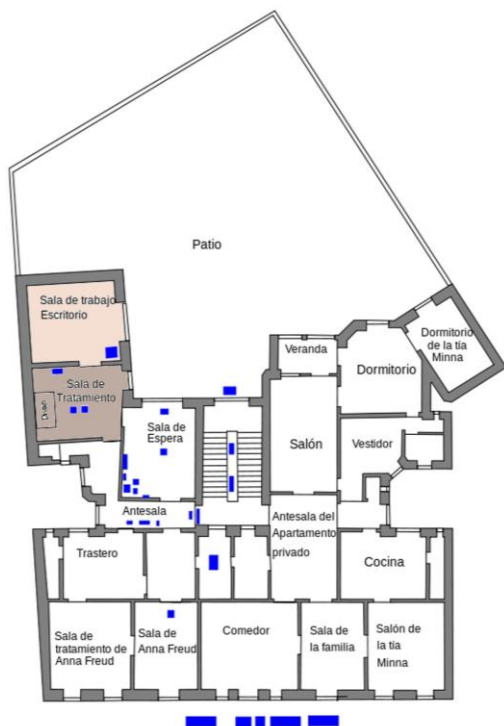 Patio
Sala de trabajo
Escritorio
Veranda
Dormitorio
de la tía
Minna
Dormitorio
Sala de
Tratamiento
Diván
Sala de
Espera
Salón
Vestidor
Antesala
Antesala del
Apartamento
privado
Trastero
Cocina
Sala de
tratamiento de
Anna Freud
Sala de
Anna Freud
Comedor
Sala de
la familia
Salón de
la tía
Minna